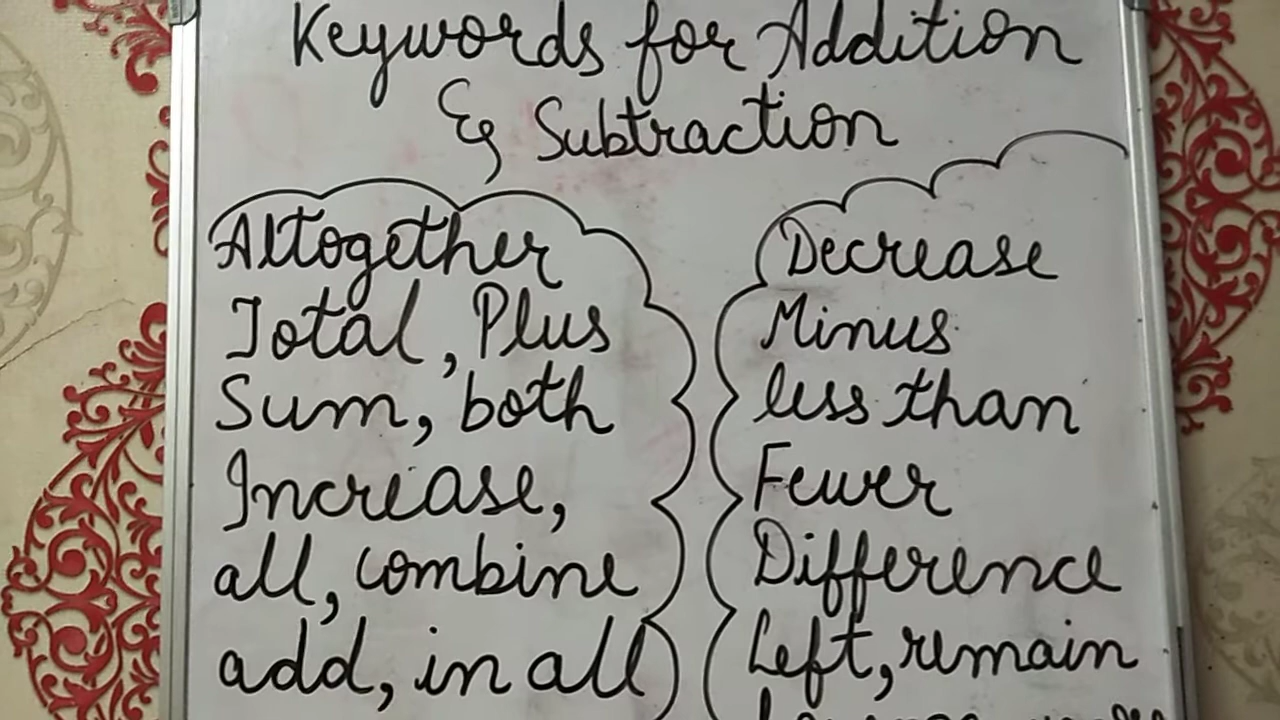 Keywords for Addition
& Subtraction
Altogether
Total, Plus
Sum, both
Increase,
all, combine
add, in all
Decrease
Minus
less than
Fewer
Difference
Left, remain